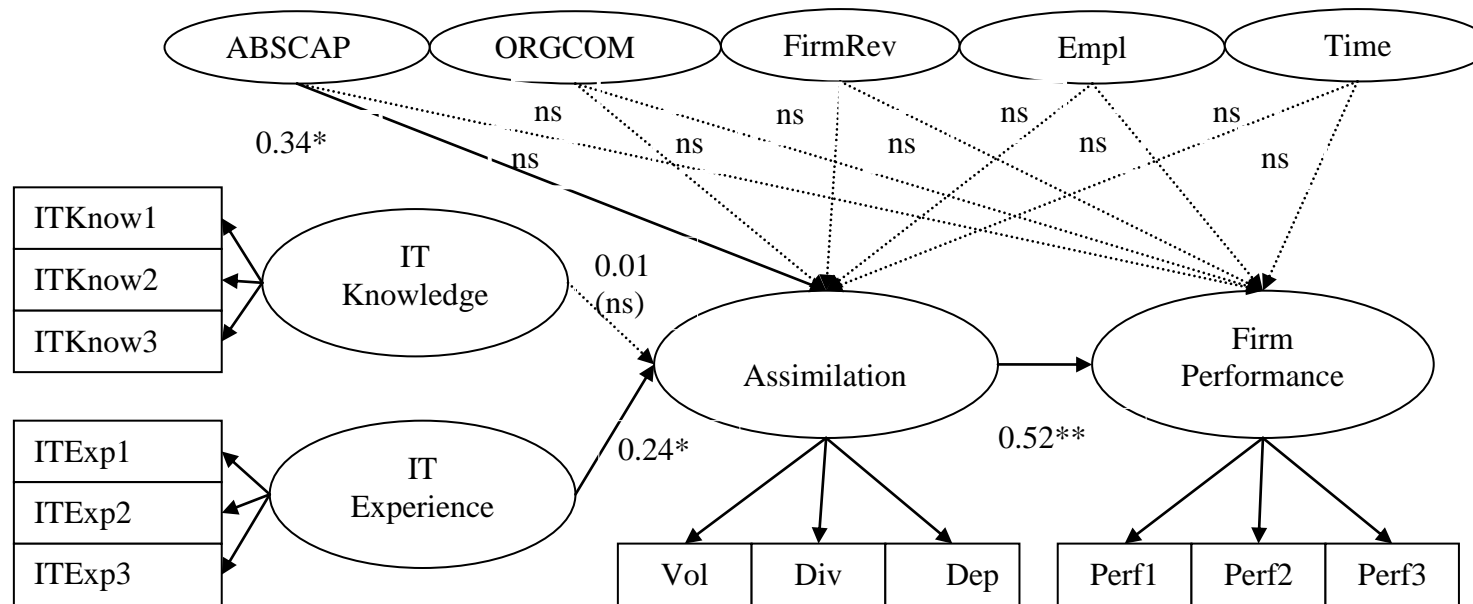 ABSCAP
ORGCOM
FirmRev
Empl
Time
ns
ns
ns
ns
0.34*
ns
ns
ns
ns
ns
ITKnow1
ITKnow2
ITKnow3
IT
Knowledge
0.01
(ns)
Assimilation
Firm
Performance
0.24*
0.52**
ITExp1
ITExp2
ITExp3
IT
Experience
Vol
Div
Dep
Perf1
Perf2
Perf3